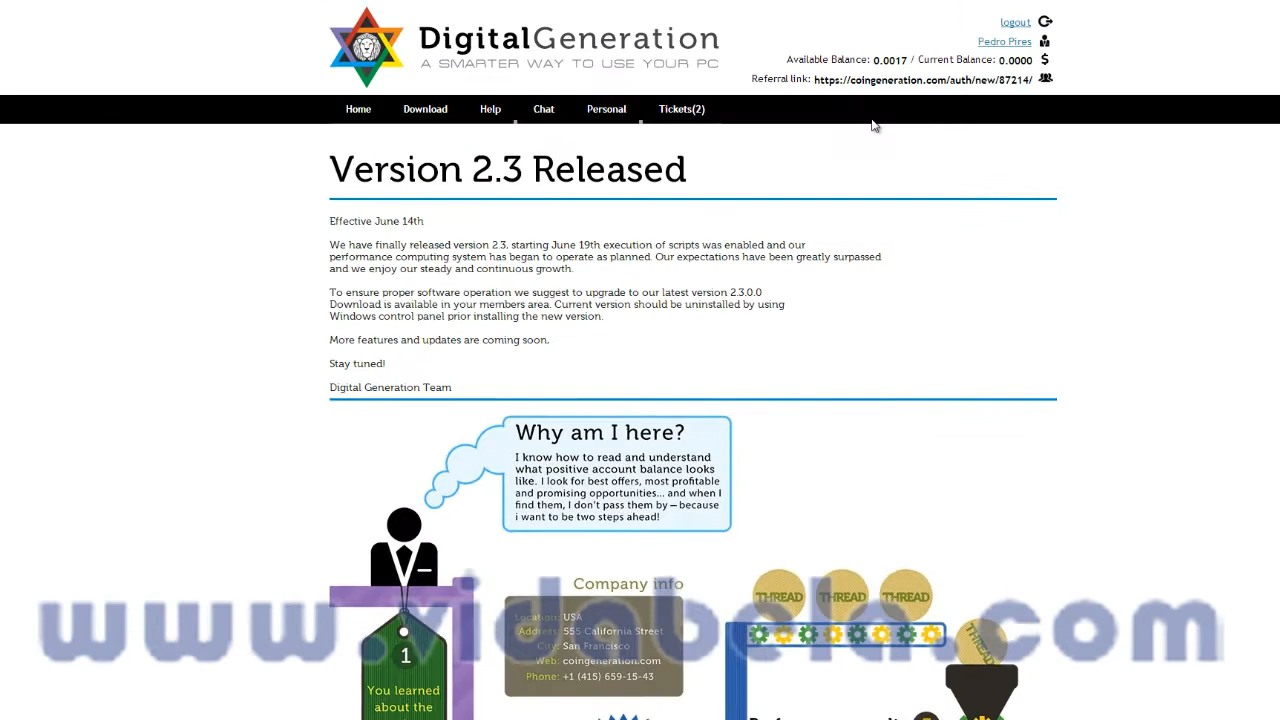 DigitalGeneration
A SMARTER WAY TO USE YOUR PC
logout
Pedro Pires
Available Balance: 0.0017 / Current Balance: 0.0000
Referral link: https://coingeneration.com/auth/new/87214/
Home Download Help Chat Personal Tickets(2)
Version 2.3 Released
Effective June 14th
We have finally released version 2.3, starting June 19th execution of scripts was enabled and our
performance computing system has began to operate as planned. Our expectations have been greatly surpassed
and we enjoy our steady and continuous growth.
To ensure proper software operation we suggest to upgrade to our latest version 2.3.0.0
Download is available in your members area. Current version should be uninstalled by using
Windows control panel prior installing the new version.
More features and updates are coming soon,
Stay tuned!
Digital Generation Team
Why am I here?
I know how to read and understand
what positive account balance looks
like. I look for best offers, most profitable
and promising opportunities... and when I
find them, I don't pass them by — because
i want to be two steps ahead!
Company info
Location: USA
Address: 555 California Street
City: San Francisco
Web: coingeneration.com
Phone: +1 (415) 659-15-43
THREAD THREAD THREAD
THREAD
1
You learned
about the
www.vidabela.com